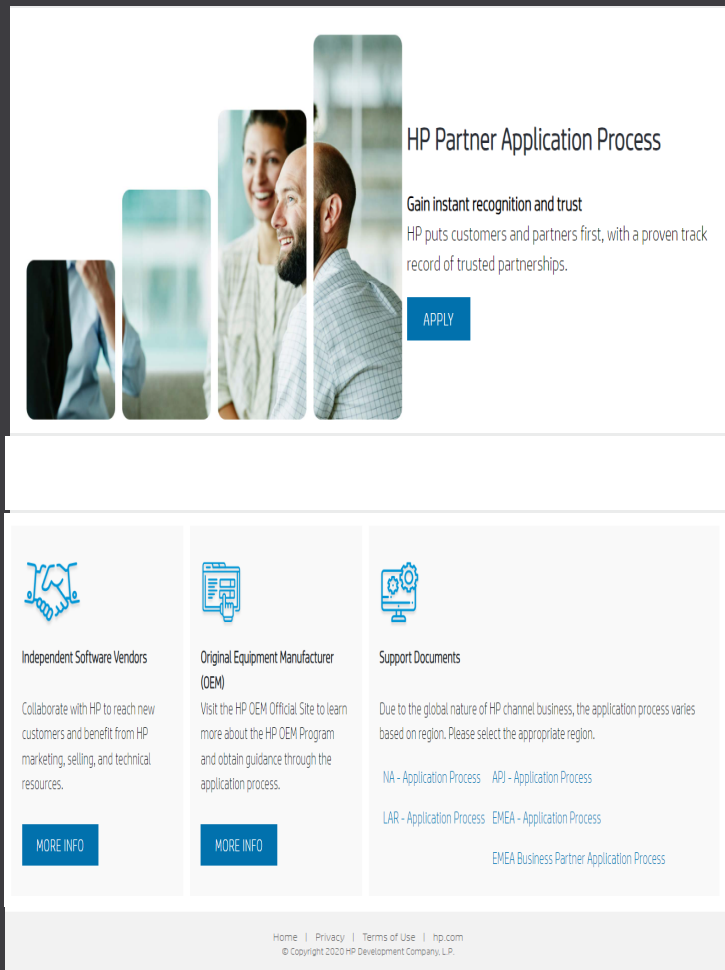 HP Partner Application Process
Gain instant recognition and trust
HP puts customers and partners first, with a proven track
record of trusted partnerships.
APPLY
Independent Software Vendors
Collaborate with HP to reach new
customers and benefit from HP
marketing, selling, and technical
resources.
MORE INFO
Original Equipment Manufacturer
(OEM)
Visit the HP OEM Official Site to learn
more about the HP OEM Program
and obtain guidance through the
application process.
MORE INFO
Support Documents
Due to the global nature of HP channel business, the application process varies
based on region. Please select the appropriate region.
NA - Application Process APJ - Application Process
LAR - Application Process EMEA - Application Process
EMEA Business Partner Application Process
Home | Privacy | Terms of Use | hp.com
© Copyright 2020 HP Development Company, L.P.